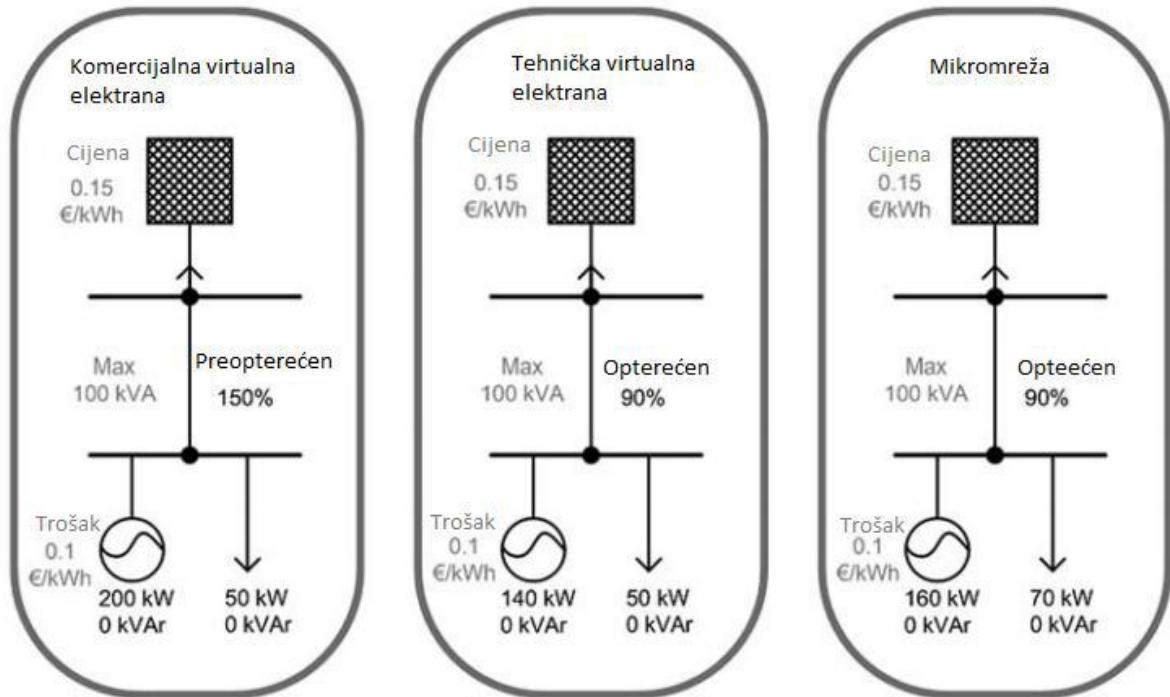 Komercijalna virtualna
elektrana
Cijena
0.15
€/kWh
Max
100 kVA
Preopterećen
150%
Trošak
0.1
€/kWh
200 kW
0 kVAr
50 kW
0 kVAr
Tehnička virtualna
elektrana
Cijena
0.15
€/kWh
Max
100 kVA
Opterećen
90%
Trošak
0.1
€/kWh
140 kW
0 kVAr
50 kW
0 kVAr
Mikromreža
Cijena
0.15
€/kWh
Max
100 kVA
Opteećen
90%
Trošak
0.1
€/kWh
160 kW
0 kVAr
70 kW
0 kVAr